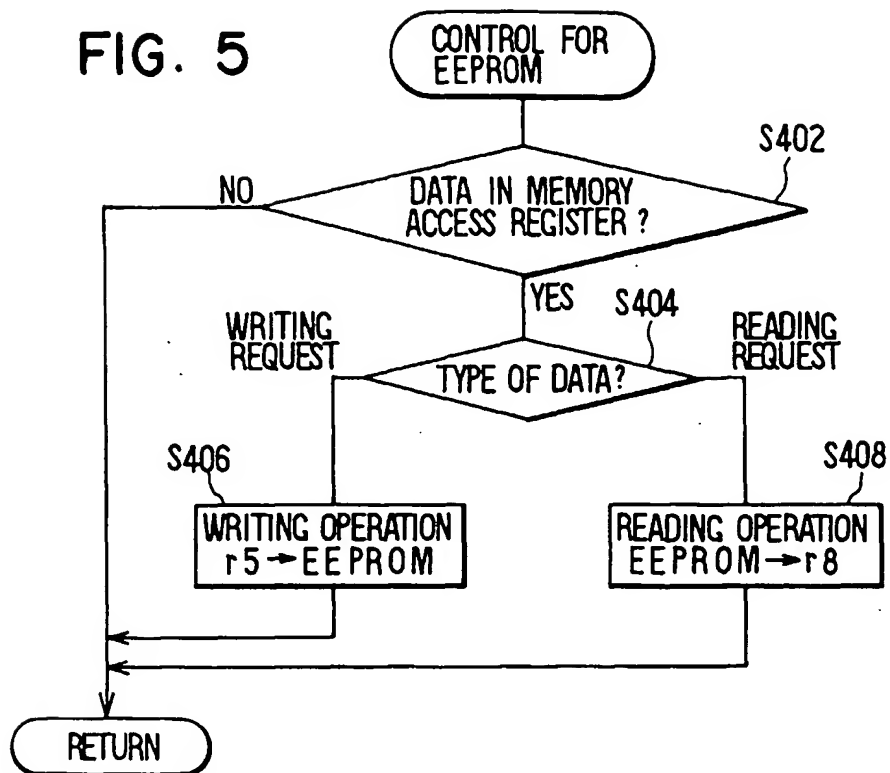 FIG. 5
CONTROL FOR
EEPROM
S402
NO
DATA IN MEMORY
ACCESS REGISTER ?
YES
S404
WRITING
REQUEST
READING
REQUEST
TYPE OF DATA?
S406
S408
WRITING OPERATION
r5→EEPROM
READING OPERATION
EEPROM→r8
RETURN